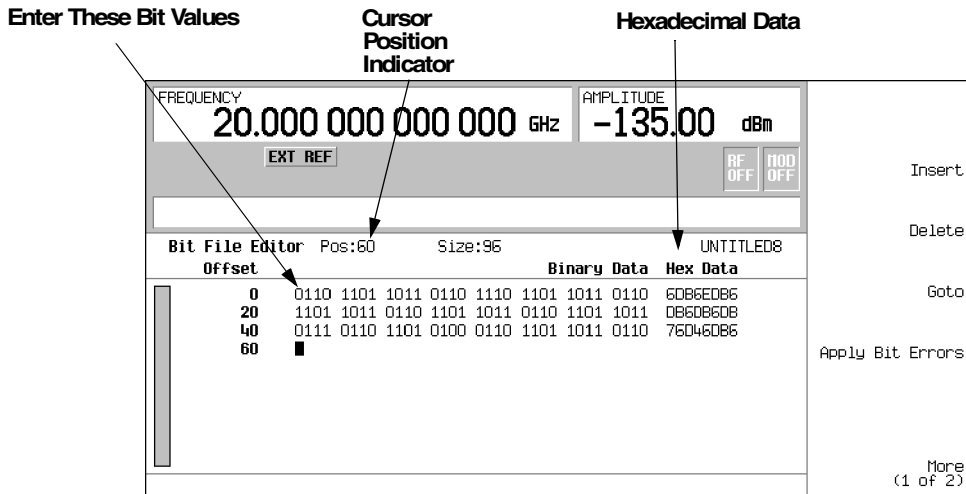 Enter These Bit Values
Cursor
Position
Indicator
Hexadecimal Data
FREQUENCY
20.000 000 000 000 GHz
AMPLITUDE
-135.00 dBm
EXT REF
RF
OFF
MOD
OFF
Insert
Delete
Bit File Editor Pos:60 Size:96 UNTITLED8
Offset Binary Data Hex Data
0 0110 1101 1011 0110 1110 1101 1011 0110 6DB6EDB6
20 1101 1011 0110 1101 1011 0110 1101 1011 DB6DB6DB
40 0111 0110 1101 0100 0110 1101 1011 0110 76D46DB6
60
Goto
Apply Bit Errors
More
(1 of 2)